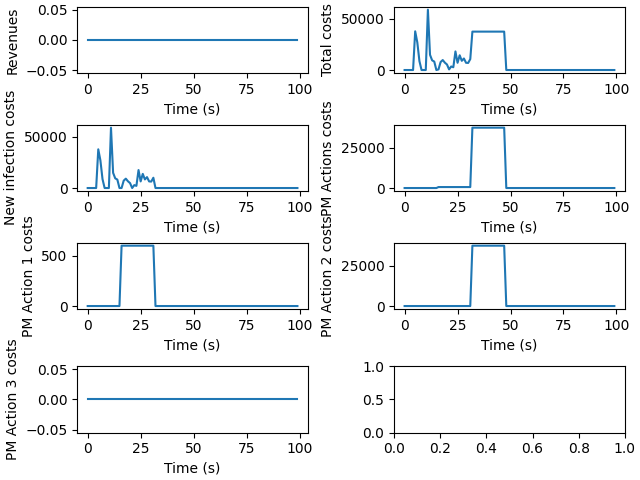 Revenues
0.05
0.00
−0.05
0 25 50 75 100
Time (s)
Total costs
50000
0
0 25 50 75 100
Time (s)
New infection costs
50000
0
0 25 50 75 100
Time (s)
PM Actions costs
25000
0
0 25 50 75 100
Time (s)
PM Action 1 costs
500
0
0 25 50 75 100
Time (s)
PM Action 2 costs
25000
0
0 25 50 75 100
Time (s)
PM Action 3 costs
0.05
0.00
−0.05
0 25 50 75 100
Time (s)
1.0
0.5
0.0
0.0 0.2 0.4 0.6 0.8 1.0